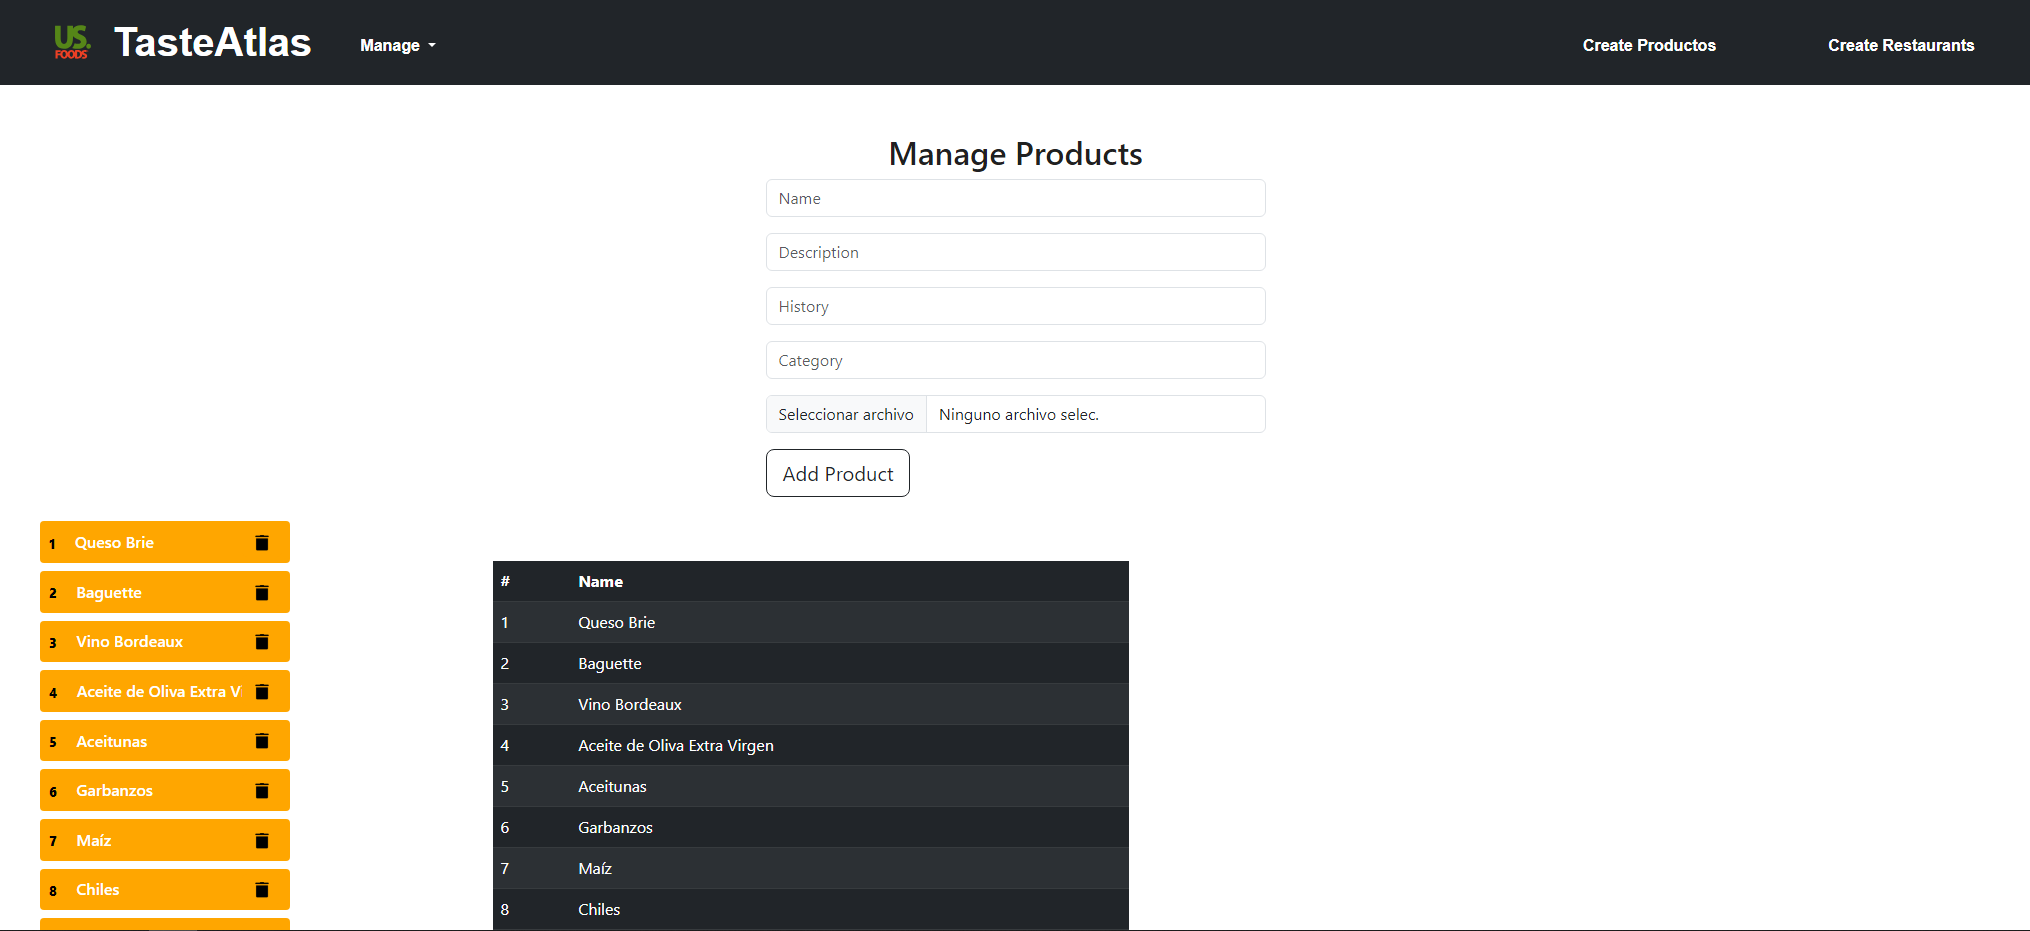 US.
FOODS
TasteAtlas
Manage
Create Productos
Create Restaurants
Manage Products
Name
Description
History
Category
Seleccionar archivo
Ninguno archivo selec.
Add Product
1 Queso Brie
2 Baguette
3 Vino Bordeaux
4 Aceite de Oliva Extra V
5 Aceitunas
6 Garbanzos
7 Maíz
8 Chiles
# Name
1 Queso Brie
2 Baguette
3 Vino Bordeaux
4 Aceite de Oliva Extra Virgen
5 Aceitunas
6 Garbanzos
7 Maíz
8 Chiles